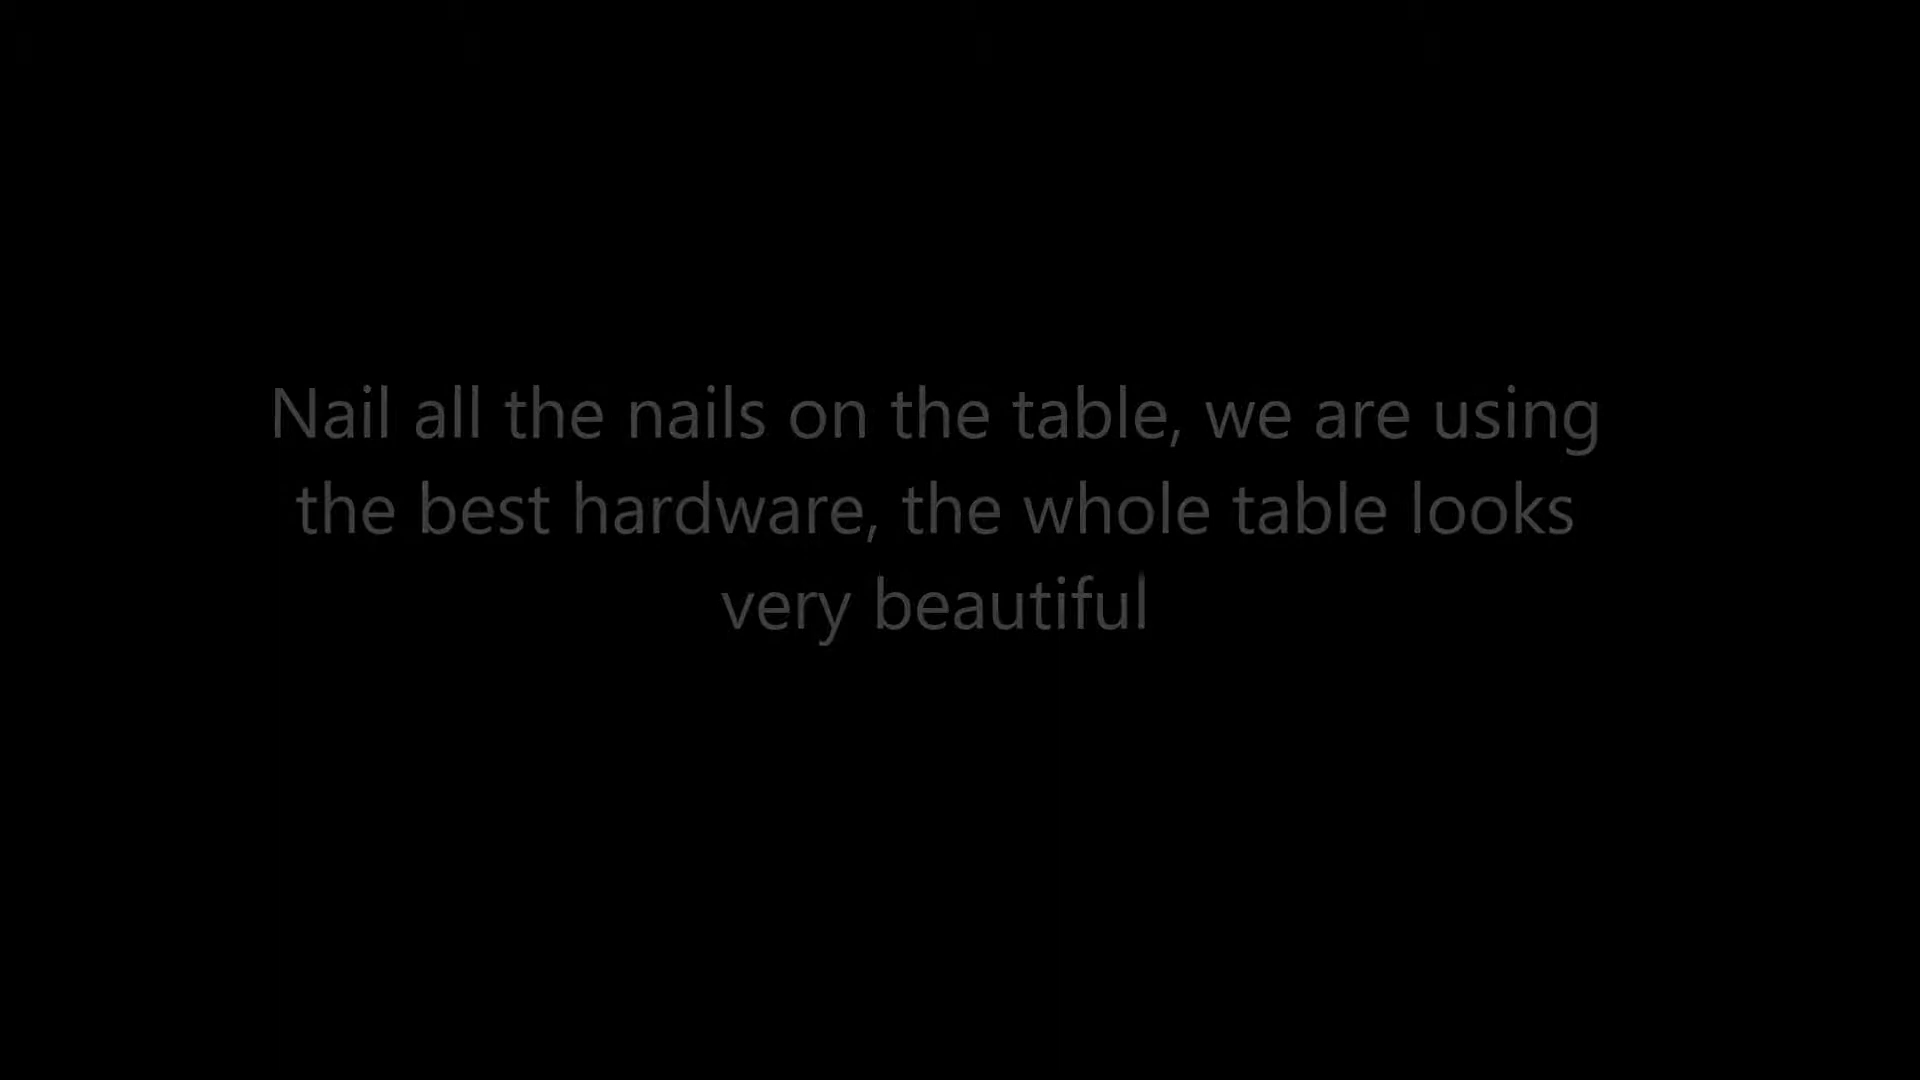 Nail all the nails on the table, we are using
the best hardware, the whole table looks
very beautiful